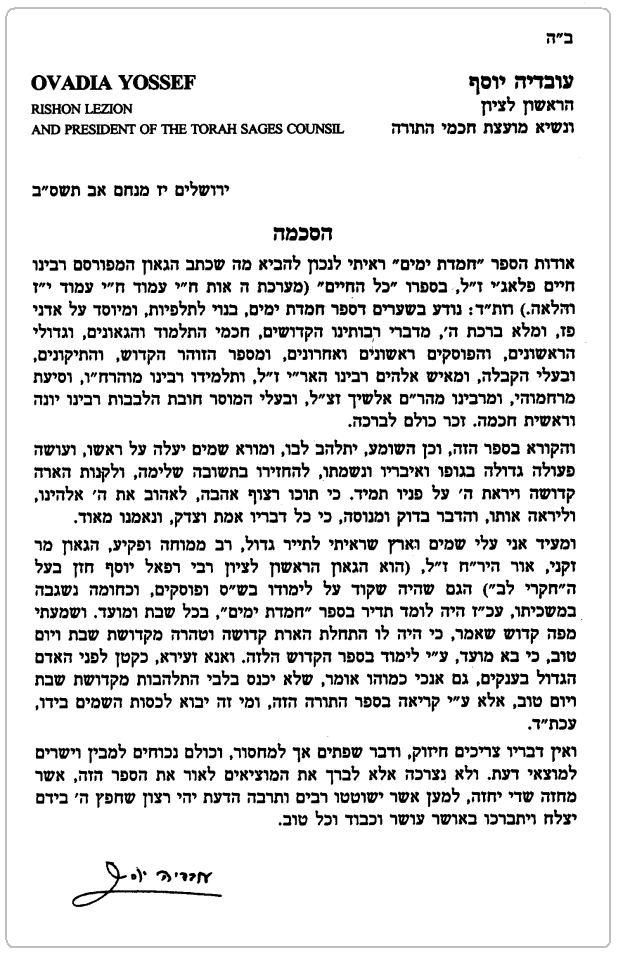 ב"ה
עובדיה יוסף
הראשון לציון
ונשיא מועצת חכמי התורה
OVADIA YOSSEF
RISHON LEZION
AND PRESIDENT OF THE TORAH SAGES COUNSIL
ירושלים יז מנחם אב תשס"ב
הסכמה
אודות הספר "חמדת ימים" ראיתי לנכון להביא מה שכתב הגאון המפורסם רבינו
חיים פלאג'י ז"ל, בספרו "כל החיים" (מערכת ה אות ח"י עמוד ח"י עמוד י"ז
והלאה.) וזת"ד: נודע בשערים דספר חמדת ימים, בנוי לתלפיות, ומיוסד על אדני
פז, ומלא ברכת ה', מדברי רבותינו הקדושים, חכמי התלמוד והגאונים, וגדולי
הראשונים, והפוסקים ראשונים ואחרונים, ומספר הזוהר הקדוש, והתיקונים,
ובעלי הקבלה, ומאיש אלהים רבינו האר"י ז"ל, ותלמידו רבינו מוהרח"ו, וסיעת
מרחמוהי, ומרבינו מהר"ם אלשיך זצ"ל, ובעלי המוסר חובת הלבבות רבינו יונה
וראשית חכמה. זכר כולם לברכה.
והקורא בספר הזה, וכן השומע, יתלהב לבו, ומורא שמים יעלה על ראשו, ועושה
פעולה גדולה בגופו ואיבריו ונשמתו, להחזירו בתשובה שלימה, ולקנות הארה
קדושה ויראת ה' על פניו תמיד. כי תוכו רצוף אהבה, לאהוב את ה' אלהינו,
וליראה אותו, והדבר בדוק ומנוסה, כי כל דבריו אמת וצדק, ונאמנו מאוד.
ומעיד אני עלי שמים וארץ שראיתי לתייר גדול, רב ממוחה ופקיע, הגאון מר
זקני, אור היר"ח ז"ל, (הוא הגאון הראשון לציון רבי רפאל יוסף חזן בעל
ה"חקרי לב") הגם שהיה שקוד על לימודו בש"ס ופוסקים, וכחומה נשגבה
במשכיתו, עכ"ז היה לומד תדיר בספר "חמדת ימים", בכל שבת ומועד. ושמעתי
מפה קדוש שאמר, כי היה לו התחלת הארת קדושה וטהרה מקדושת שבת ויום
טוב, כי בא מועד, ע"י לימוד בספר הקדוש הלזה. ואנא זעירא, כקטן לפני האדם
הגדול בענקים, גם אנכי כמוהו אומר, שלא יכנס בלבי התלהבות מקדושת שבת
ויום טוב, אלא ע"י קריאה בספר התורה הזה, ומי זה יבוא לכסות השמים בידו,
עכת"ד.
ואין דבריו צריכים חיזוק, ודבר שפתים אך למחסור, וכולם נכוחים למבין וישרים
למוצאי דעת. ולא נצרכה אלא לברך את המוציאים לאור את הספר הזה, אשר
מחזה שדי יחזה, למען אשר ישוטטו רבים ותרבה הדעת יהי רצון שחפץ ה' בידם
יצלח ויתברכו באושר עושר וכבוד וכל טוב.
עובדיה יוסף